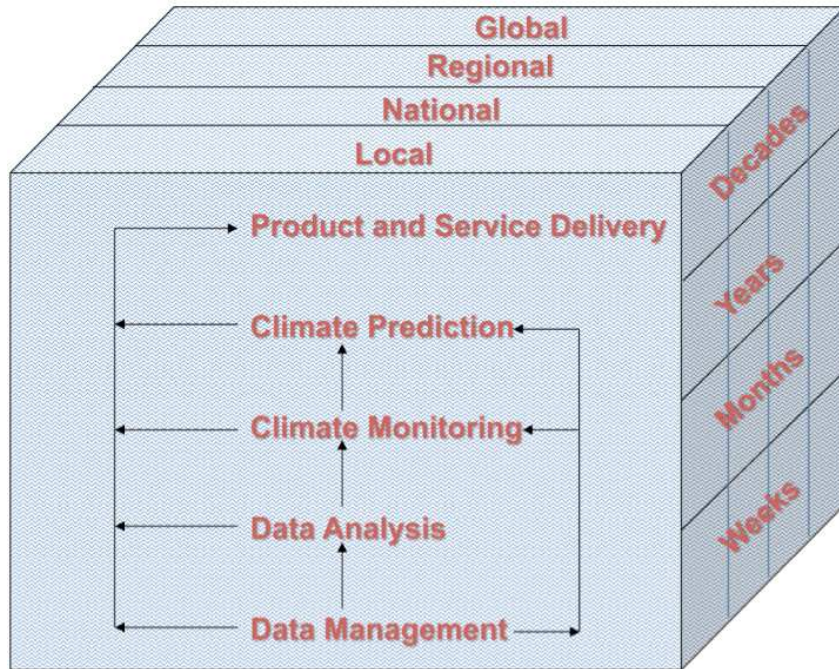 Global
Regional
National
Local
Decades
Years
Months
Weeks
Product and Service Delivery
Climate Prediction
Climate Monitoring
Data Analysis
Data Management